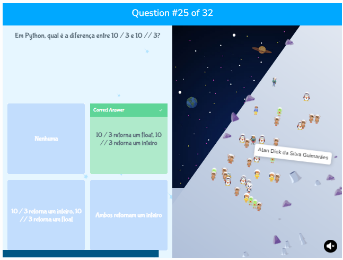 Question #25 of 32
Em Python, qual é a diferença entre 10 / 3 e 10 // 3?
Nenhuma
Correct Answer
10 / 3 retorna um float, 10
// 3 retorna um inteiro
10 / 3 retorna um inteiro, 10
// 3 retorna um float
Ambos retornam um inteiro
Alan Dick da Silva Guimarães